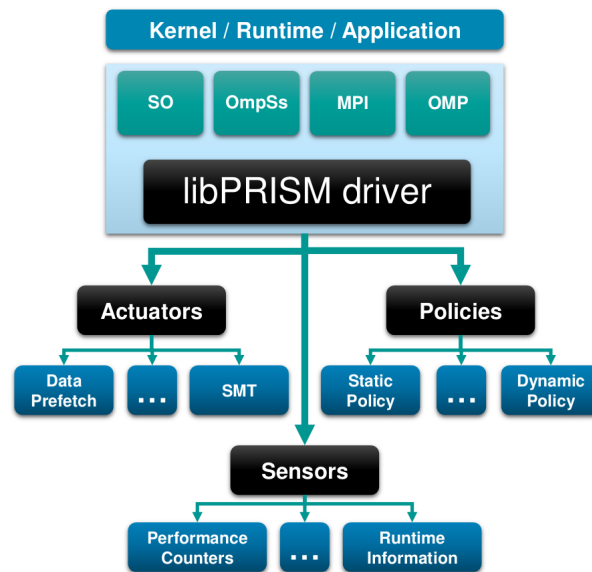 Kernel / Runtime / Application
SO OmpSs MPI OMP
libPRISM driver
Actuators Policies
Data Prefetch ... SMT Static Policy ... Dynamic Policy
Sensors
Performance Counters ... Runtime Information